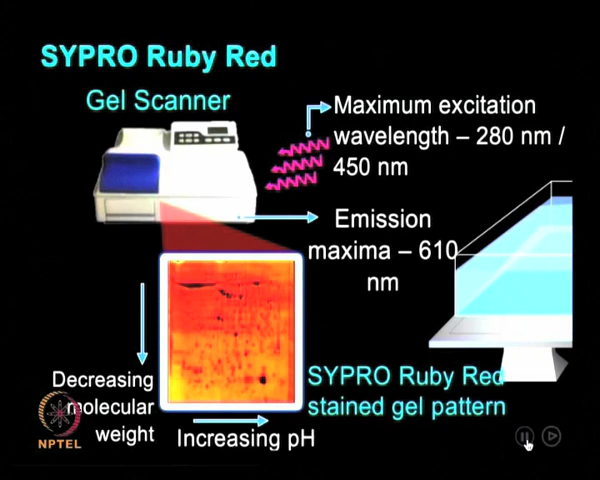 SYPRO Ruby Red
Gel Scanner
Maximum excitation
wavelength – 280 nm /
450 nm
Emission
maxima – 610
nm
SYPRO Ruby Red
stained gel pattern
Decreasing
molecular
weight
Increasing pH
NPTEL